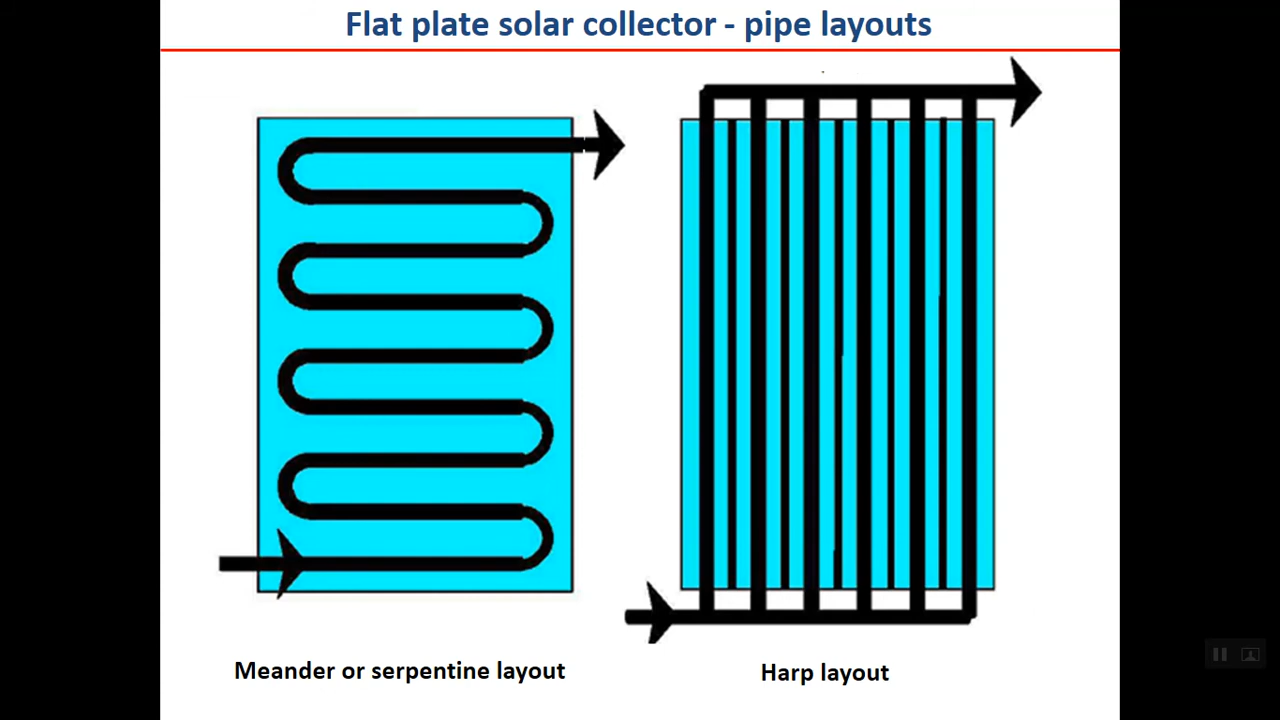 Flat plate solar collector - pipe layouts
Meander or serpentine layout
Harp layout